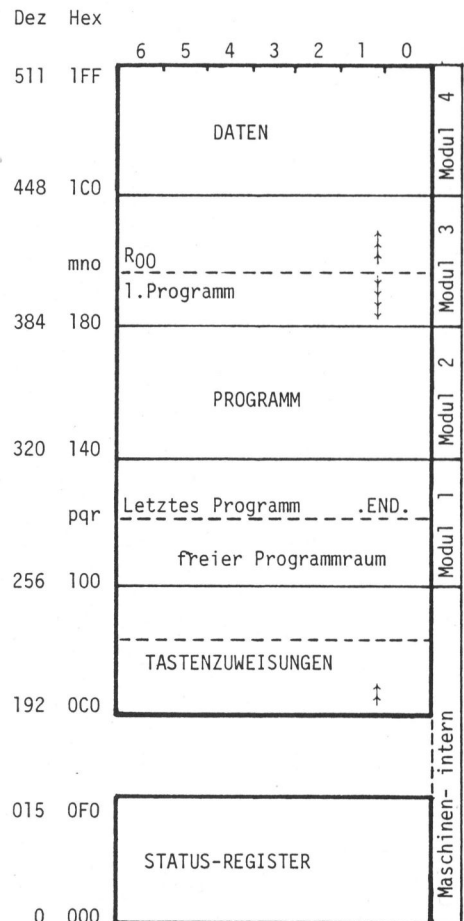 Dez Hex
6 5 4 3 2 1 0
511 1FF
DATEN
Modul 4
448 1C0
R00
mno
1.Programm
Modul 3
384 180
PROGRAMM
Modul 2
320 140
Letztes Programm .END.
pqr
freier Programmraum
Modul 1
256 100
TASTENZUWEISUNGEN
192 0C0
Maschinen- intern
015 0F0
STATUS-REGISTER
0 000